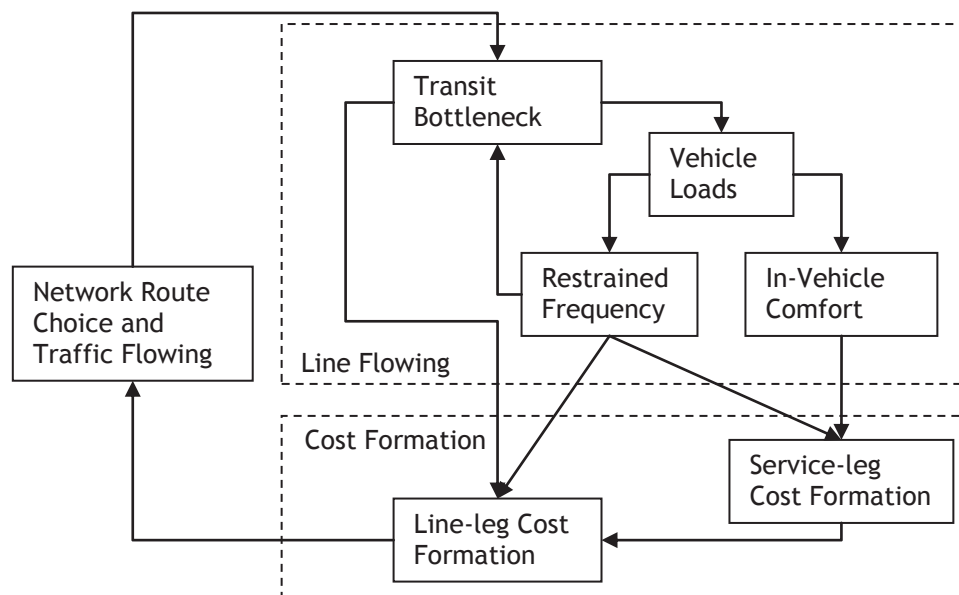 Transit
Bottleneck
Vehicle
Loads
Network Route
Choice and
Traffic Flowing
Restrained
Frequency
In-Vehicle
Comfort
Line Flowing
Cost Formation
Service-leg
Cost Formation
Line-leg Cost
Formation